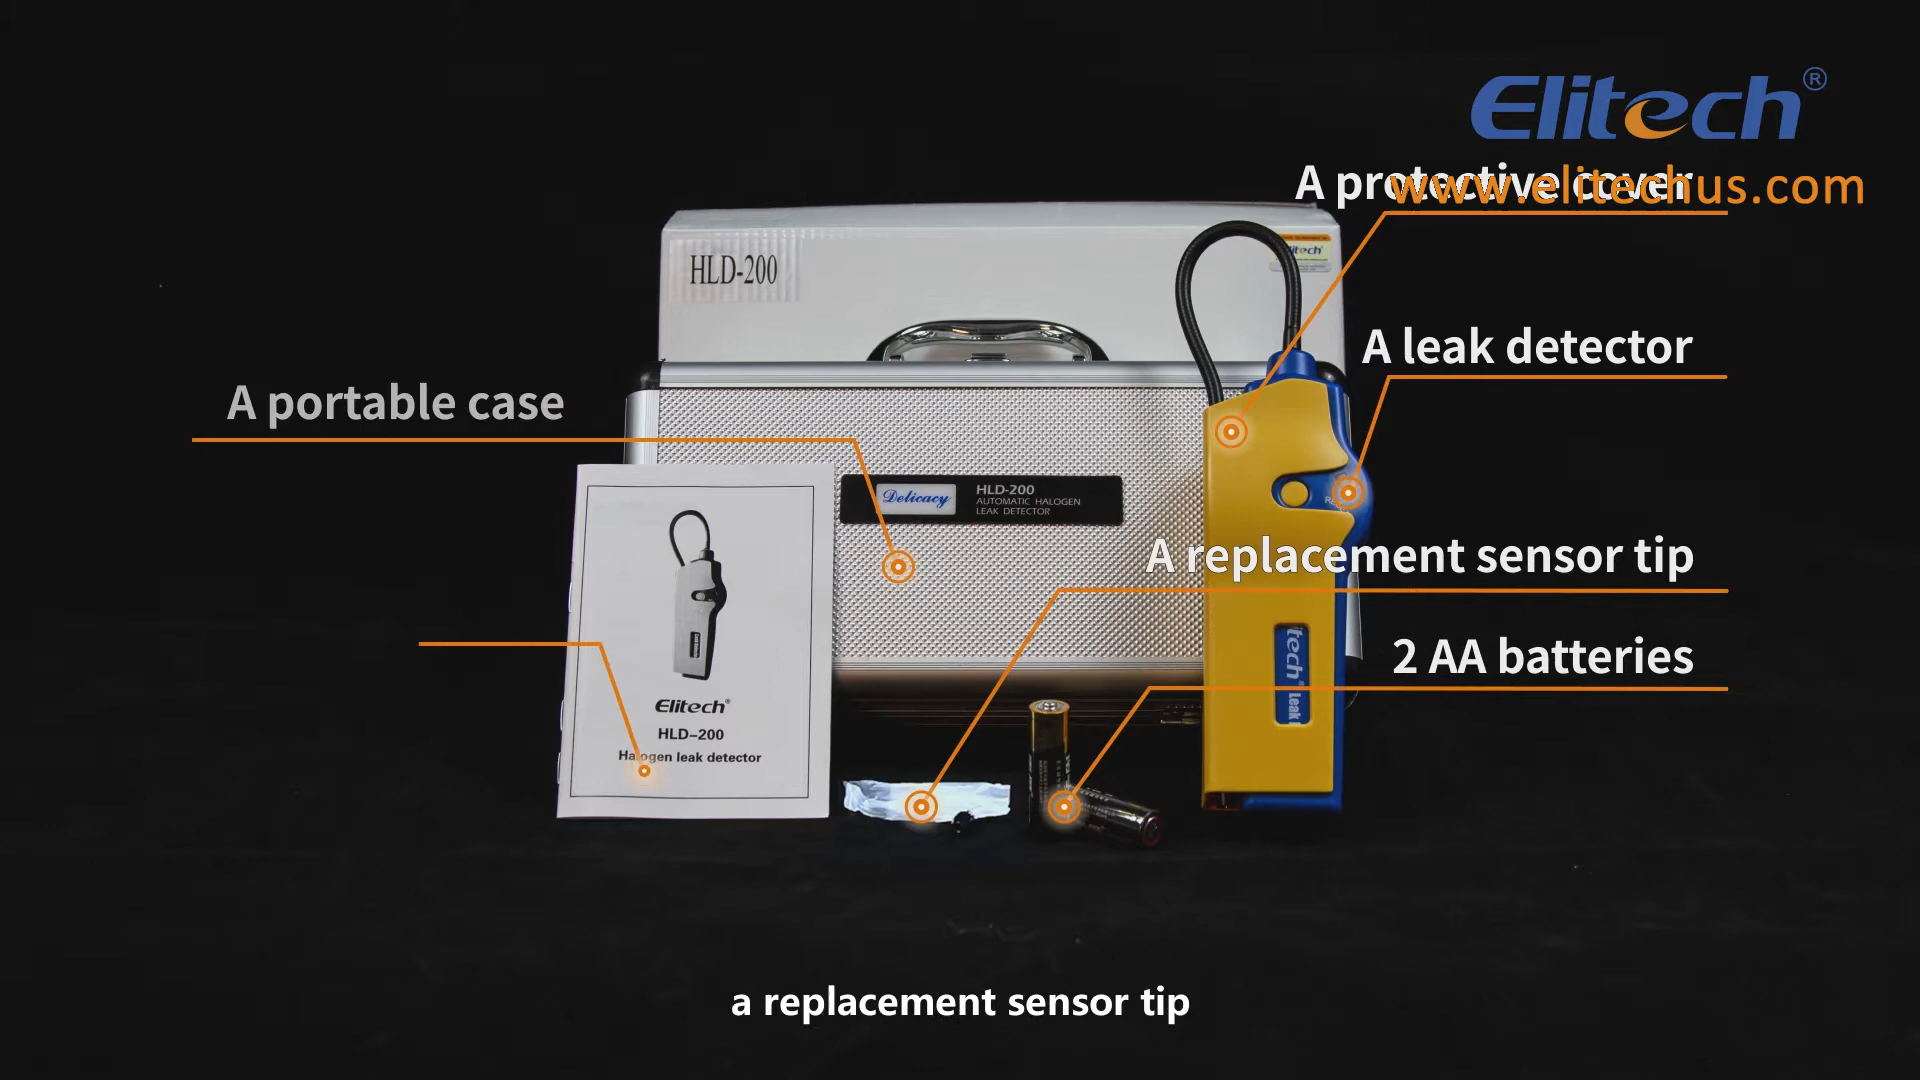 Elitech®
A protective cover
www.elitechus.com
HLD-200
Elitech
A leak detector
A portable case
Delicacy
HLD-200
AUTOMATIC HALOGEN
LEAK DETECTOR
A replacement sensor tip
2 AA batteries
tech® Leak
Elitech®
HLD-200
Halogen leak detector
a replacement sensor tip